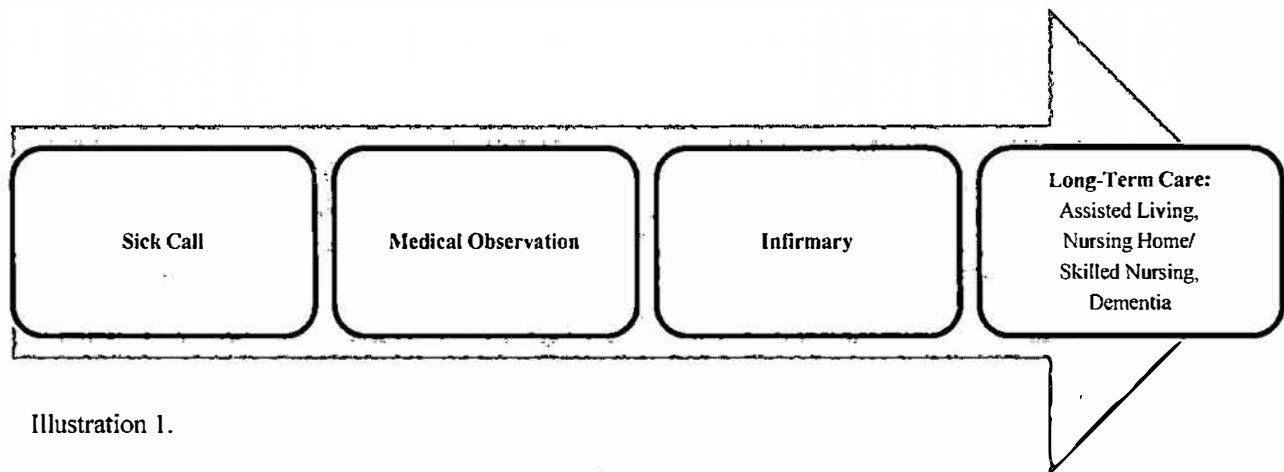 Sick Call
Medical Observation
Infirmary
Long-Term Care:
Assisted Living,
Nursing Home/
Skilled Nursing,
Dementia
Illustration 1.